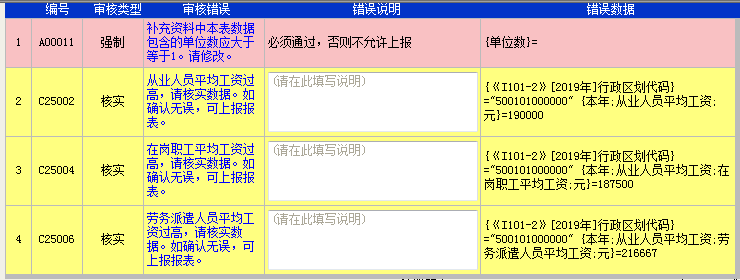 编号 审核类型 审核错误 错误说明 错误数据
1 A00011 强制
补充资料中本表数据
包含的单位数应大于
等于1。请修改。
必须通过，否则不允许上报
{单位数}=
2 C25002 核实
从业人员平均工资过
高，请核实数据。如
确认无误，可上报报
表。
(请在此填写说明)
{《I101-2》[2019年]行政区划代码}
="500101000000" {本年;从业人员平均工资;
元}=190000
3 C25004 核实
在岗职工平均工资过
高，请核实数据。如
确认无误，可上报报
表。
(请在此填写说明)
{《I101-2》[2019年]行政区划代码}
="500101000000" {本年;从业人员平均工资;在
岗职工平均工资;元}=187500
4 C25006 核实
劳务派遣人员平均工
资过高，请核实数
据。如确认无误，可
上报报表。
(请在此填写说明)
{《I101-2》[2019年]行政区划代码}
="500101000000" {本年;从业人员平均工资;劳
务派遣人员平均工资;元}=216667